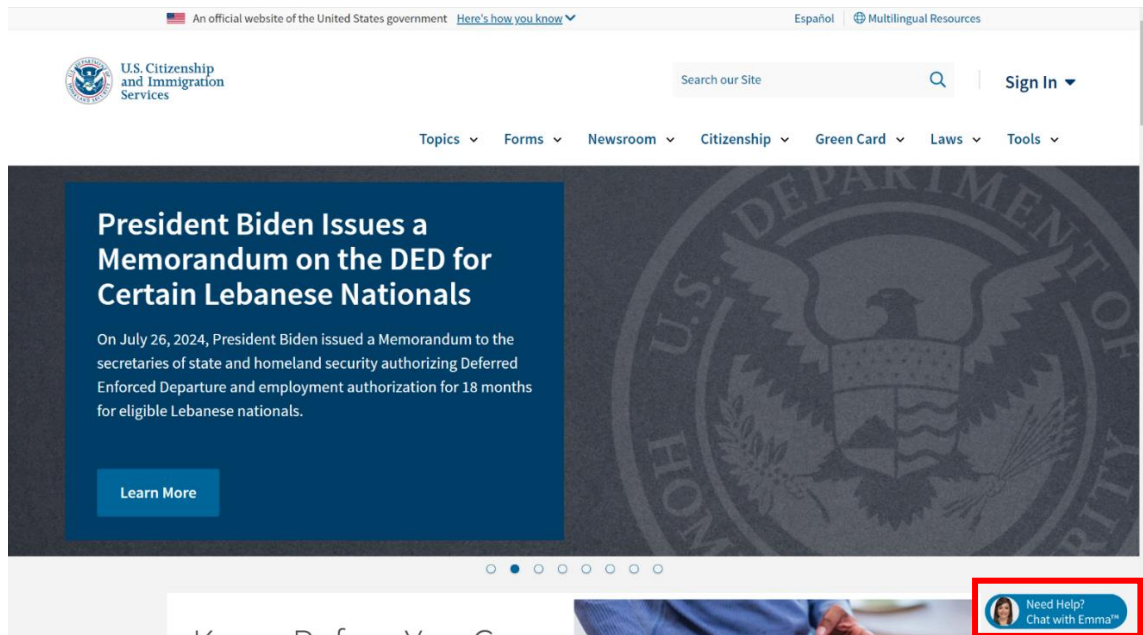 An official website of the United States government Here's how you know
Español Multilingual Resources
U.S. Citizenship
and Immigration
Services
Search our Site
Sign In
Topics Forms Newsroom Citizenship Green Card Laws Tools
President Biden Issues a
Memorandum on the DED for
Certain Lebanese Nationals
On July 26, 2024, President Biden issued a Memorandum to the
secretaries of state and homeland security authorizing Deferred
Enforced Departure and employment authorization for 18 months
for eligible Lebanese nationals.
Learn More
U.S. DEPARTMENT OF
HOM
RITY
Need Help?
Chat with Emma™